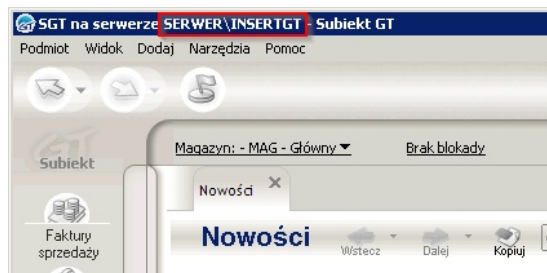 SGT na serwerze SERWER\INSERTGT - Subiekt GT
Podmiot Widok Dodaj Narzędzia Pomoc
Subiekt
Magazyn: - MAG - Główny Brak blokady
Nowości
Faktury
sprzedaży
Nowości
Wstecz Dalej Kopiuj